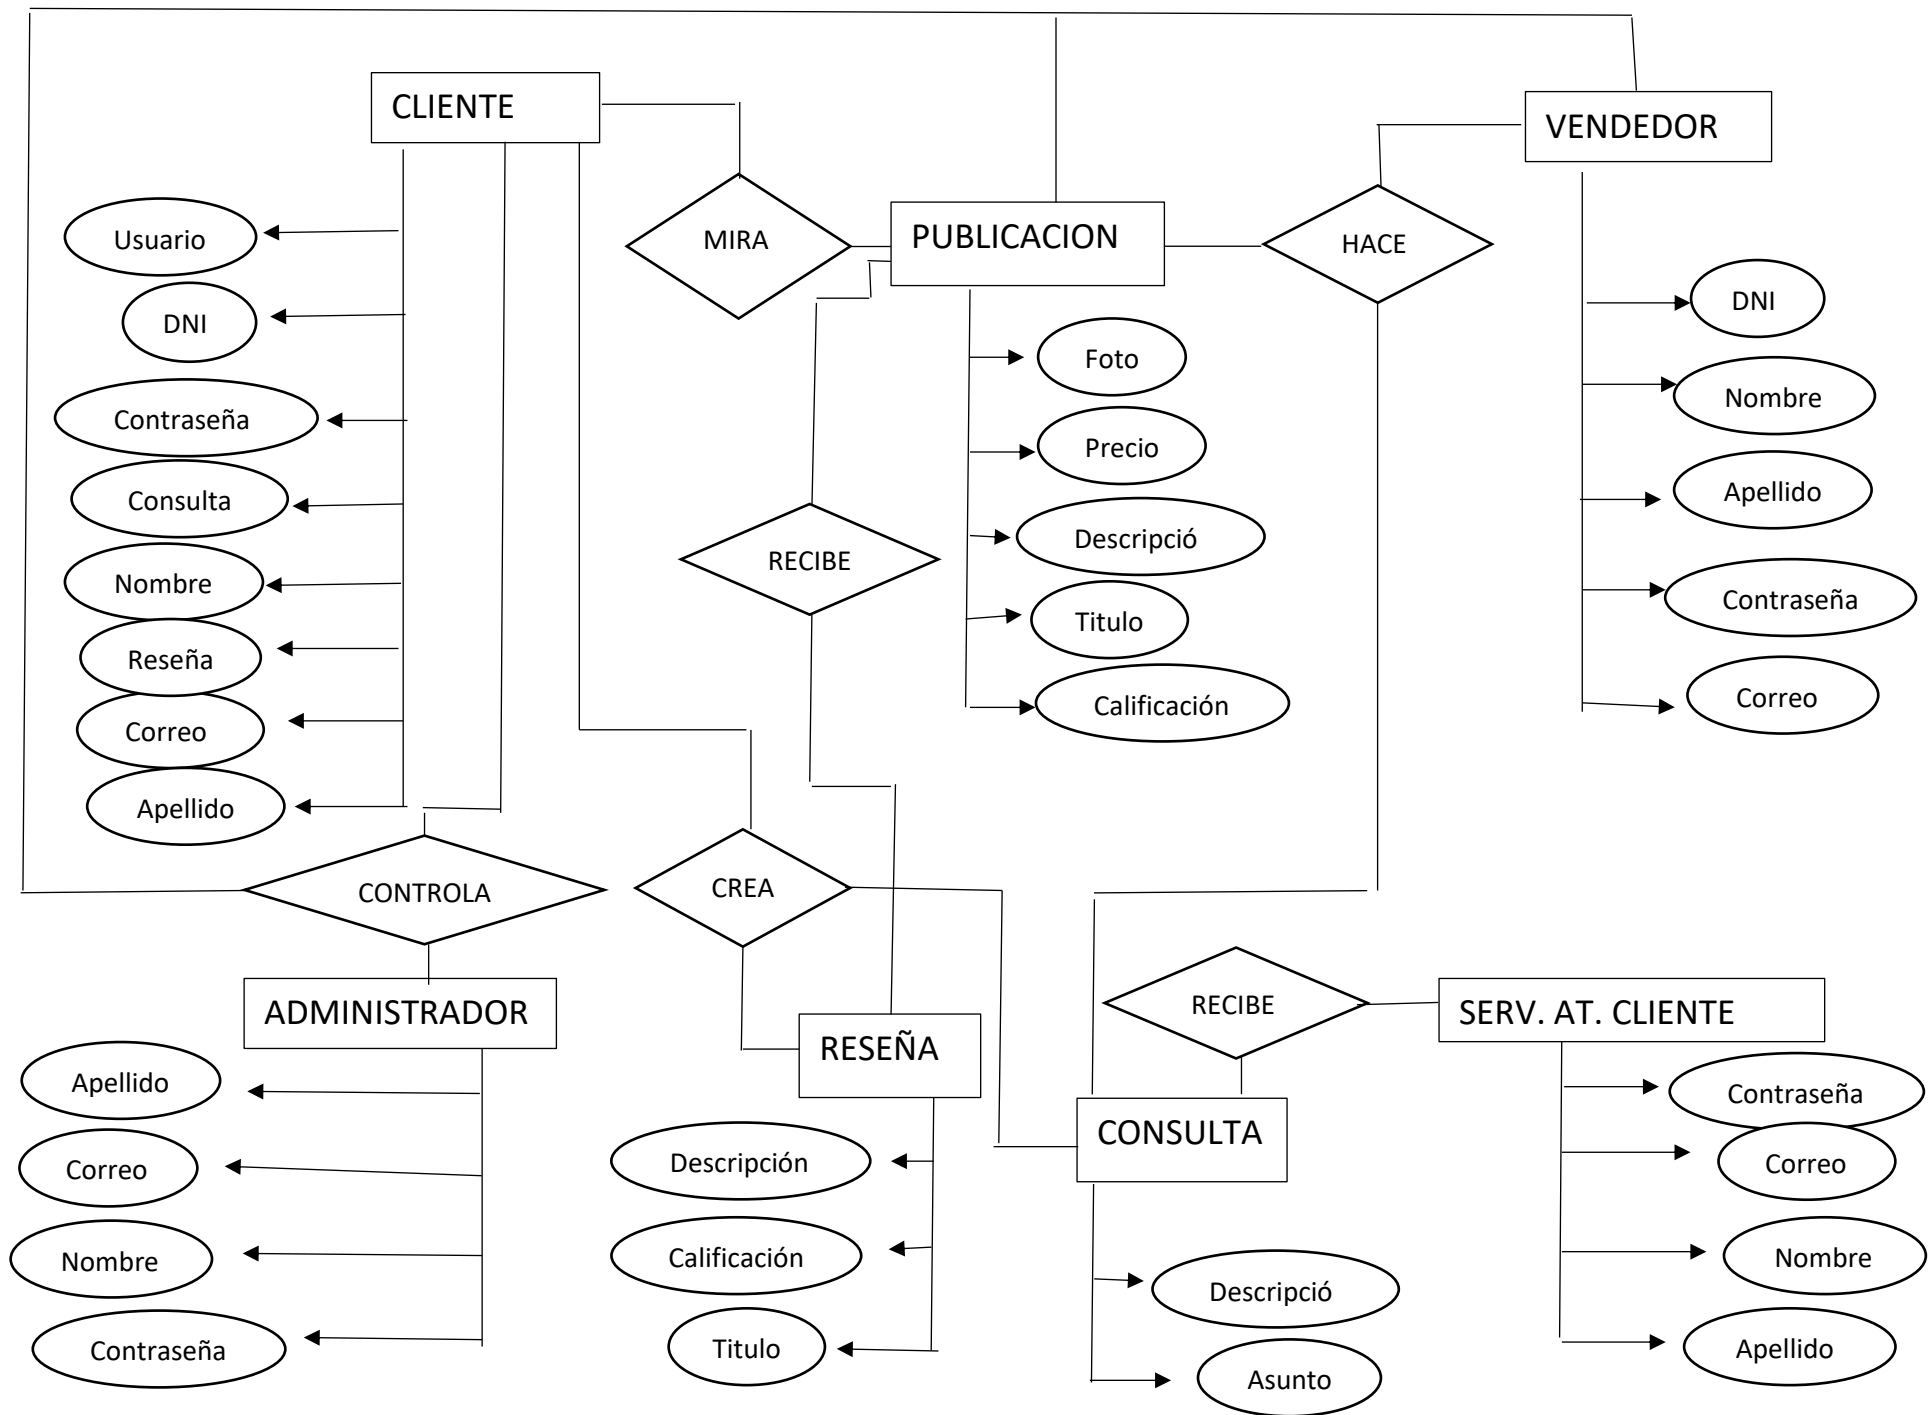 CLIENTE
VENDEDOR
Usuario
DNI
Contraseña
Consulta
Nombre
Reseña
Correo
Apellido
MIRA
PUBLICACION
HACE
Foto
Precio
Descripció
Titulo
Calificación
DNI
Nombre
Apellido
Contraseña
Correo
RECIBE
CONTROLA
CREA
ADMINISTRADOR
Apellido
Correo
Nombre
Contraseña
RESEÑA
Descripción
Calificación
Titulo
RECIBE
CONSULTA
Descripció
Asunto
SERV. AT. CLIENTE
Contraseña
Correo
Nombre
Apellido